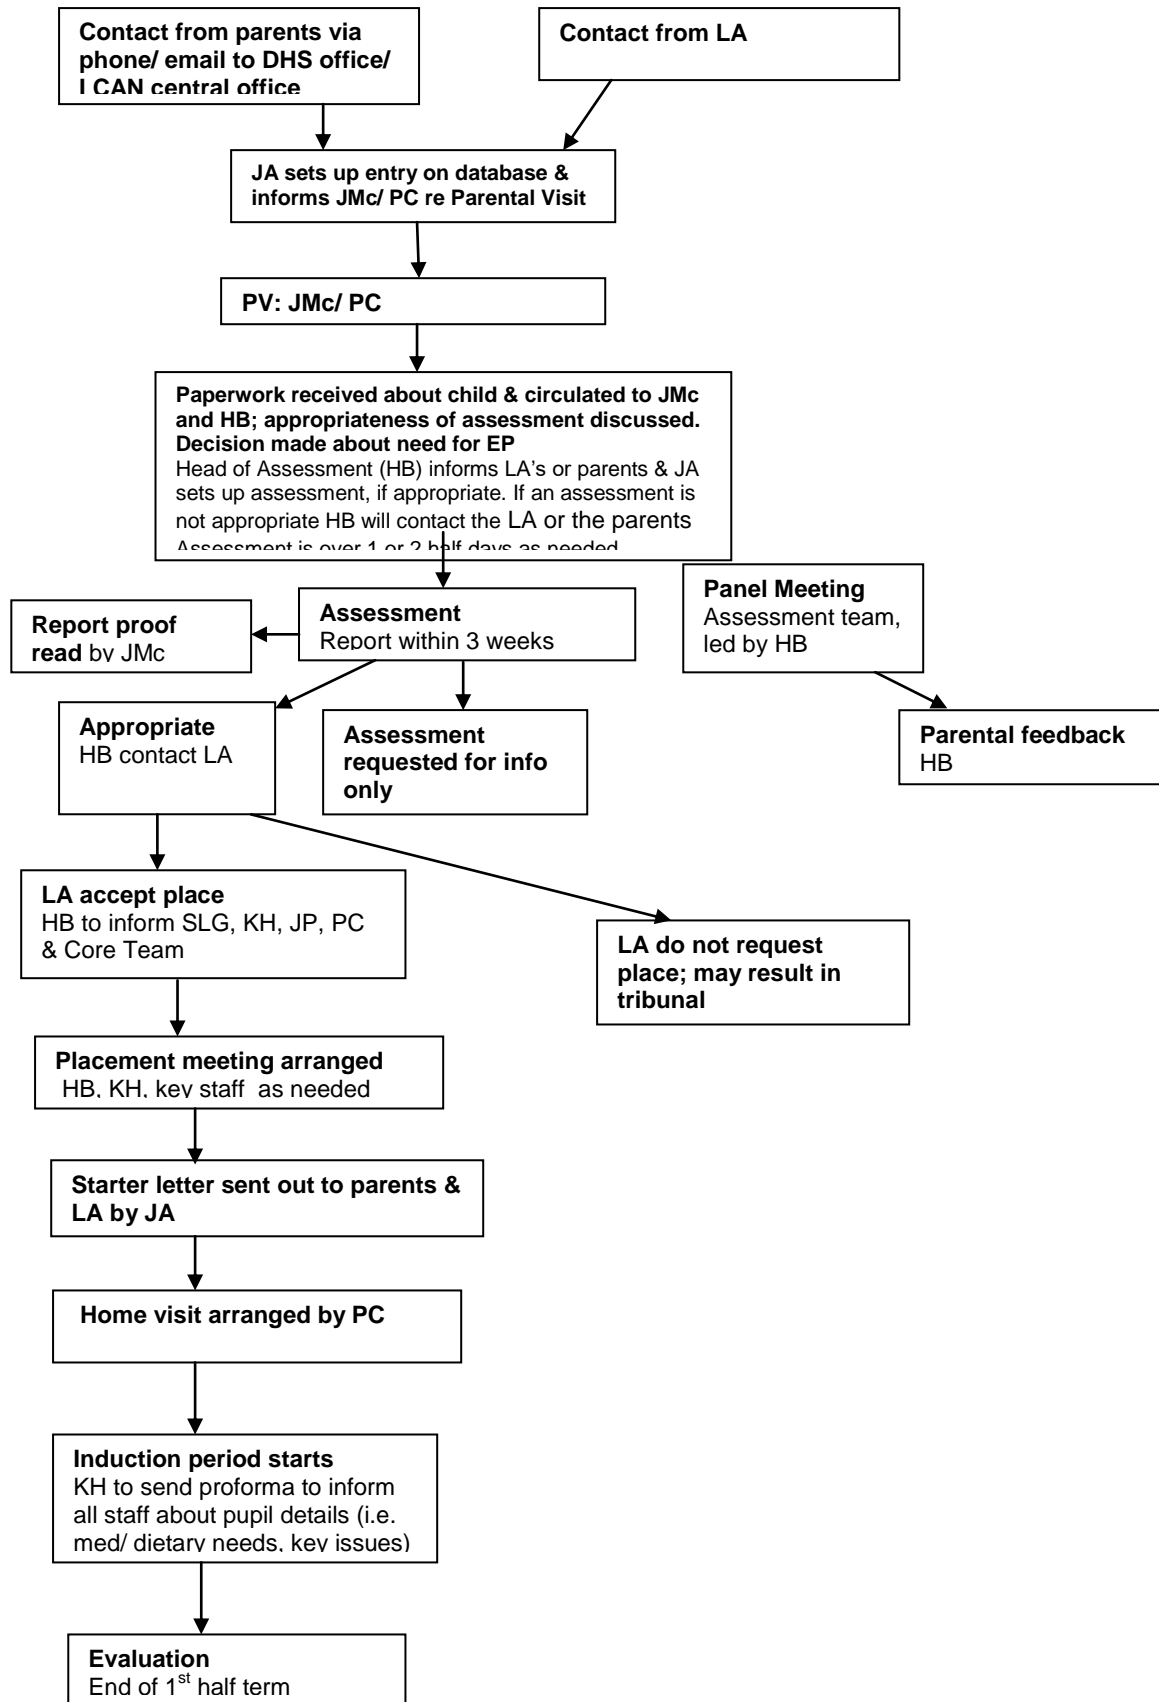 Contact from parents via
phone/ email to DHS office/
I CAN central office
Contact from LA
JA sets up entry on database &
informs JMc/ PC re Parental Visit
PV: JMc/ PC
Paperwork received about child & circulated to JMc
and HB; appropriateness of assessment discussed.
Decision made about need for EP
Head of Assessment (HB) informs LA's or parents & JA
sets up assessment, if appropriate. If an assessment is
not appropriate HB will contact the LA or the parents
Assessment is over 1 or 2 half days as needed
Assessment
Report within 3 weeks
Report proof
read by JMc
Panel Meeting
Assessment team,
led by HB
Appropriate
HB contact LA
Assessment
requested for info
only
Parental feedback
HB
LA accept place
HB to inform SLG, KH, JP, PC
& Core Team
LA do not request
place; may result in
tribunal
Placement meeting arranged
HB, KH, key staff as needed
Starter letter sent out to parents &
LA by JA
Home visit arranged by PC
Induction period starts
KH to send proforma to inform
all staff about pupil details (i.e.
med/ dietary needs, key issues)
Evaluation
End of 1st half term